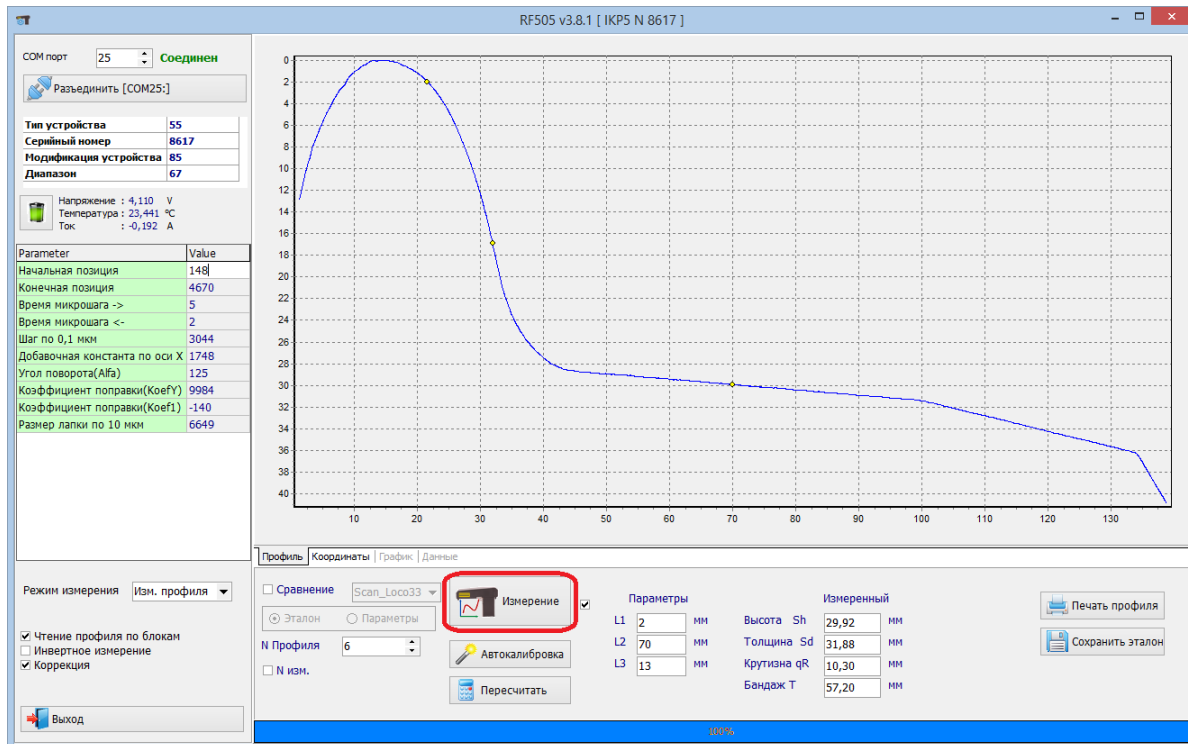 RF505 v3.8.1 [ IKP5 N 8617 ]
COM порт 25 Соединен
Разъединить [COM25:]
Тип устройства 55
Серийный номер 8617
Модификация устройства 85
Диапазон 67
Напряжение : 4,110 V
Температура : 23,441 °C
Ток : -0,192 A
Parameter Value
Начальная позиция 148
Конечная позиция 4670
Время микрошага -> 5
Время микрошага <- 2
Шаг по 0,1 мкм 3044
Добавочная константа по оси X 1748
Угол поворота(Alfa) 125
Коэффициент поправки(KoefY) 9984
Коэффициент поправки(Koef1) -140
Размер лапки по 10 мкм 6649
Режим измерения Изм. профиля
Чтение профиля по блокам
Инвертное измерение
Коррекция
Выход
0
2
4
6
8
10
12
14
16
18
20
22
24
26
28
30
32
34
36
38
40
10 20 30 40 50 60 70 80 90 100 110 120 130
Профиль Координаты График Данные
Сравнение Scan_Loco33
Эталон Параметры
N Профиля 6
N изм.
Измерение
Автокалибровка
Пересчитать
Параметры Измеренный
L1 2 мм Высота Sh 29,92 мм
L2 70 мм Толщина Sd 31,88 мм
L3 13 мм Крутизна qR 10,30 мм
Бандаж T 57,20 мм
Печать профиля
Сохранить эталон
100%